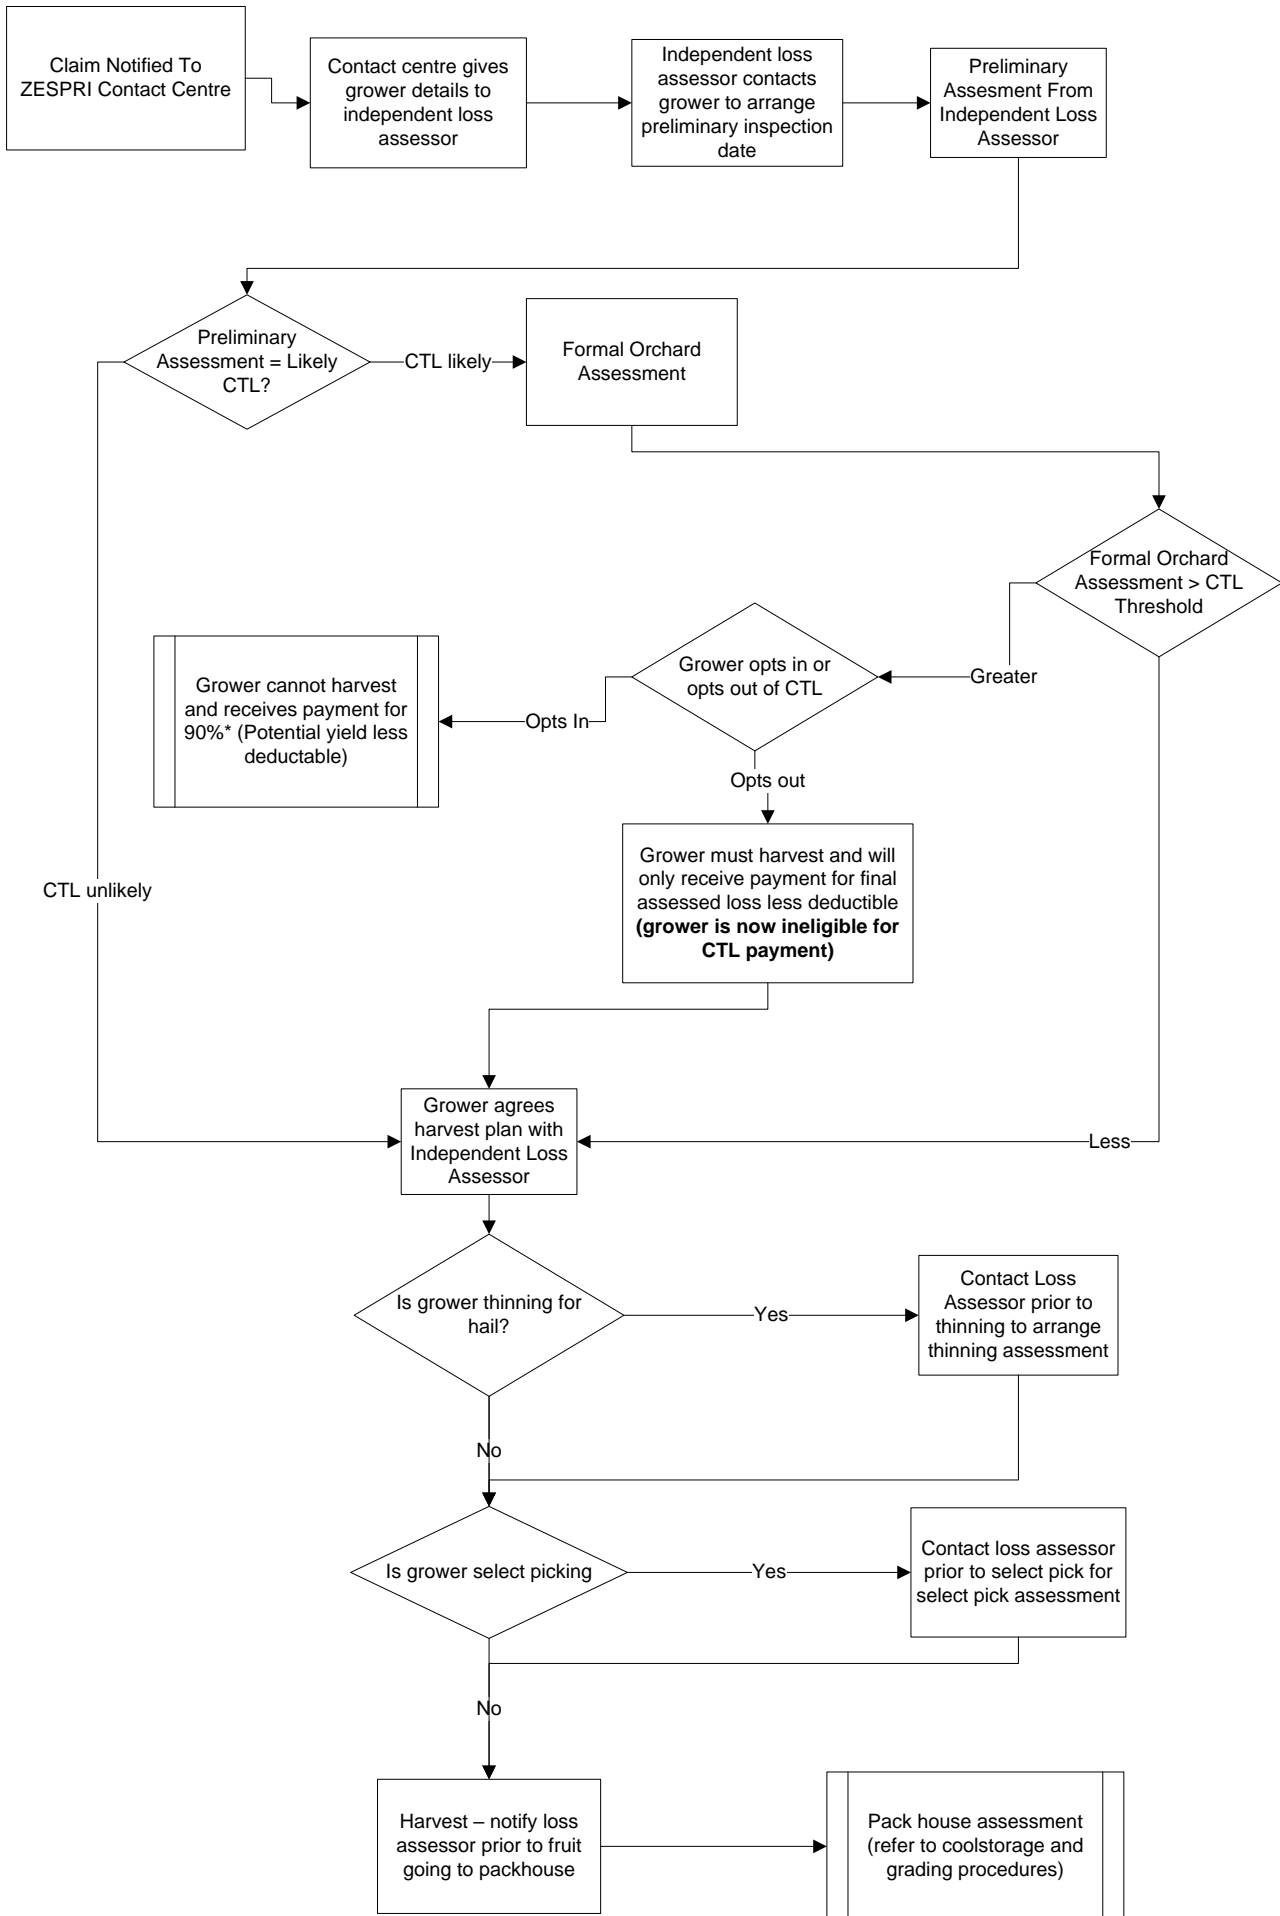 Claim Notified To
ZESPRI Contact Centre
Contact centre gives
grower details to
independent loss
assessor
Independent loss
assessor contacts
grower to arrange
preliminary inspection
date
Preliminary
Assesment From
Independent Loss
Assessor
Preliminary
Assessment = Likely
CTL?
CTL likely
Formal Orchard
Assessment
Formal Orchard
Assessment > CTL
Threshold
Greater
Grower opts in or
opts out of CTL
Opts In
Grower cannot harvest
and receives payment for
90%* (Potential yield less
deductable)
Opts out
Grower must harvest and will
only receive payment for final
assessed loss less deductible
(grower is now ineligible for
CTL payment)
CTL unlikely
Less
Grower agrees
harvest plan with
Independent Loss
Assessor
Is grower thinning for
hail?
Yes
Contact Loss
Assessor prior to
thinning to arrange
thinning assessment
No
Is grower select picking
Yes
Contact loss assessor
prior to select pick for
select pick assessment
No
Harvest – notify loss
assessor prior to fruit
going to packhouse
Pack house assessment
(refer to coolstorage and
grading procedures)